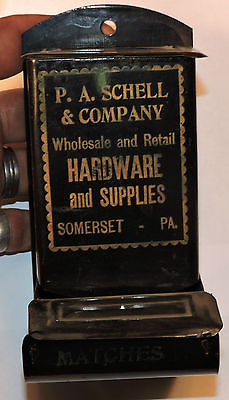 P. A. SCHELL
& COMPANY
Wholesale and Retail
HARDWARE
and SUPPLIES
SOMERSET - PA.
MATCHES